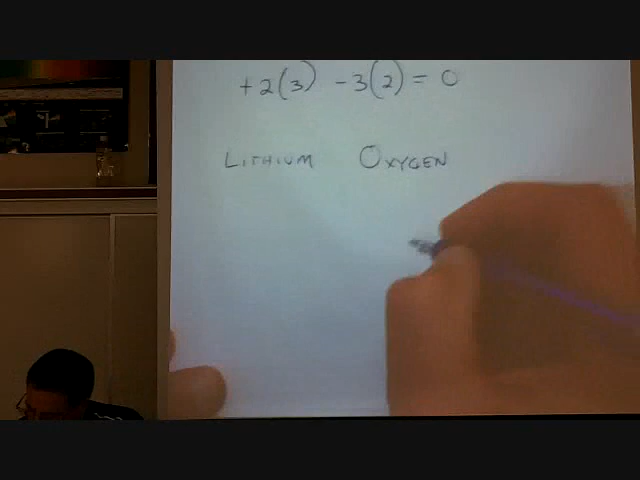 +2(3) -3(2) = 0
LITHIUM OXYGEN